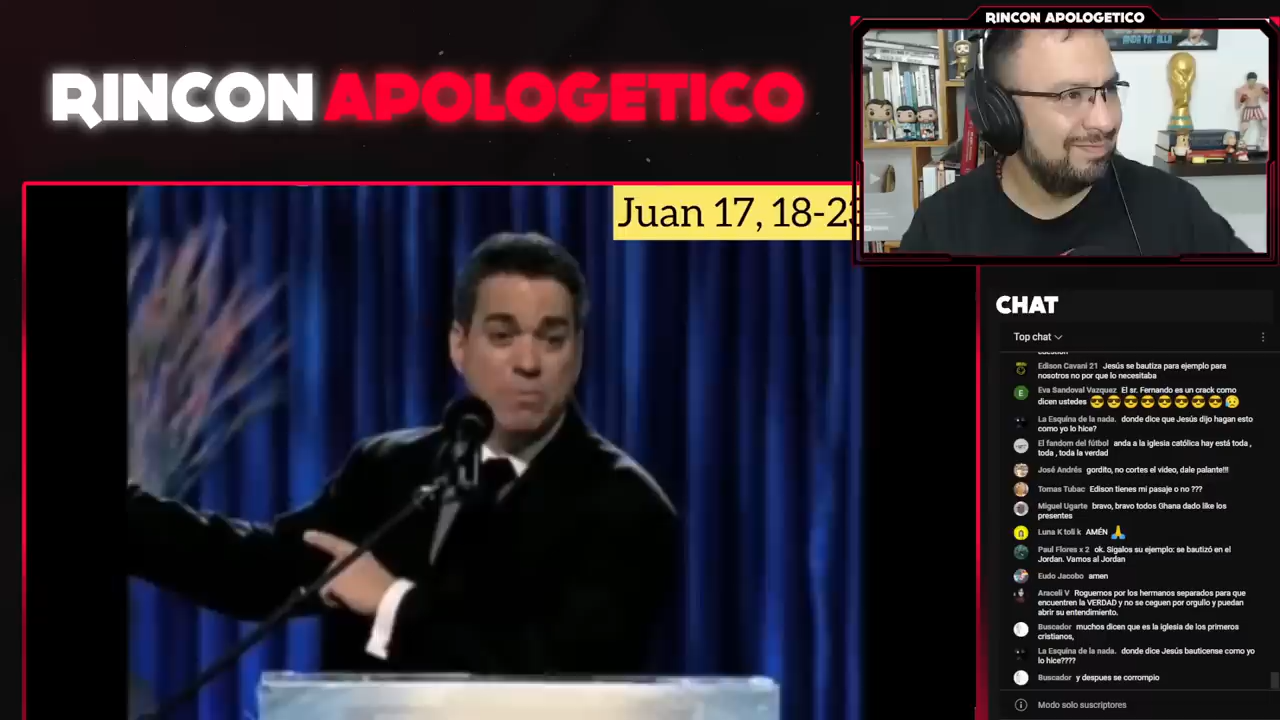 RINCON APOLOGETICO
ANDA PA' ALLA
RINCON APOLOGETICO
Juan 17, 18-23
CHAT
Top chat
Edison Cavani 21 Jesús se bautiza para ejemplo para
nosotros no por que lo necesitaba
Eva Sandoval Vazquez El sr. Fernando es un crack como
dicen ustedes 😎😎😎😎😎😎😎😎😢
La Esquina de la nada. donde dice que Jesús dijo hagan esto
como yo lo hice?
El fandom del fútbol anda a la iglesia católica hay está toda ,
toda , toda la verdad
José Andrés gordito, no cortes el video, dale palante!!!
Tomas Tubac Edison tienes mi pasaje o no ???
Miguel Ugarte bravo, bravo todos Ghana dado like los
presentes
Luna K toli k AMÉN 🙏
Paul Flores x 2 ok. Sígalos su ejemplo: se bautizó en el
Jordan. Vamos al Jordan
Eudo Jacobo amen
Araceli V Roguemos por los hermanos separados para que
encuentren la VERDAD y no se ceguen por orgullo y puedan
abrir su entendimiento.
Buscador muchos dicen que es la iglesia de los primeros
cristianos,
La Esquina de la nada. donde dice Jesús bauticense como yo
lo hice????
Buscador y despues se corrompio
Modo solo suscriptores